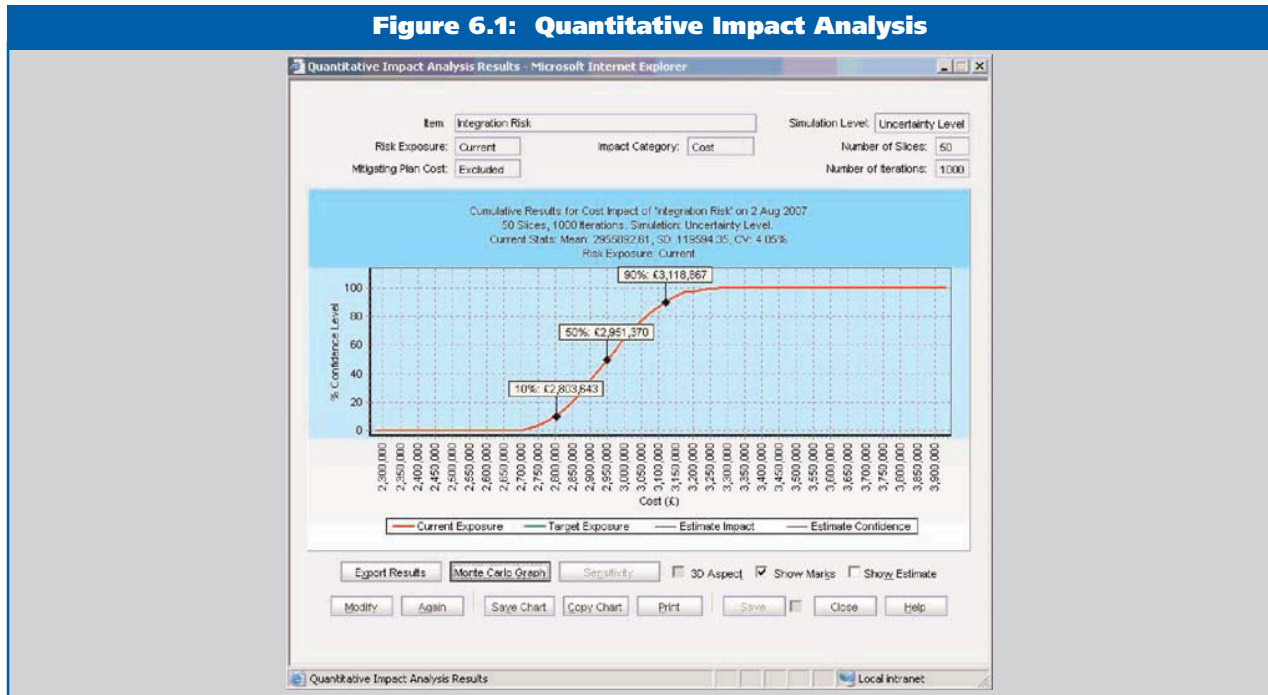 Figure 6.1: Quantitative Impact Analysis
Quantitative Impact Analysis Results - Microsoft Internet Explorer
Item: Integration Risk Simulation Level: Uncertainty Level
Risk Exposure: Current Impact Category: Cost Number of Slices: 50
Mitigating Plan Cost: Excluded Number of Iterations: 1000
Cumulative Results for Cost Impact of 'Integration Risk' on 2 Aug 2007
50 Slices, 1000 Iterations. Simulation: Uncertainty Level.
Current Stats: Mean: 2955092.61, SD: 119594.35, CV: 4.05%
Risk Exposure: Current
90%: £3,118,867
50%: £2,951,370
10%: £2,803,643
% Confidence Level
100
80
60
40
20
0
2,300,000
2,350,000
2,400,000
2,450,000
2,500,000
2,550,000
2,600,000
2,650,000
2,700,000
2,750,000
2,800,000
2,850,000
2,900,000
2,950,000
3,000,000
3,050,000
3,100,000
3,150,000
3,200,000
3,250,000
3,300,000
3,350,000
3,400,000
3,450,000
3,500,000
3,550,000
3,600,000
3,650,000
3,700,000
3,750,000
3,800,000
3,850,000
3,900,000
Cost (£)
Current Exposure Target Exposure Estimate Impact Estimate Confidence
Export Results Monte Carlo Graph Sensitivity 3D Aspect Show Marks Show Estimate
Modify Again Save Chart Copy Chart Print Save Close Help
Quantitative Impact Analysis Results Local intranet